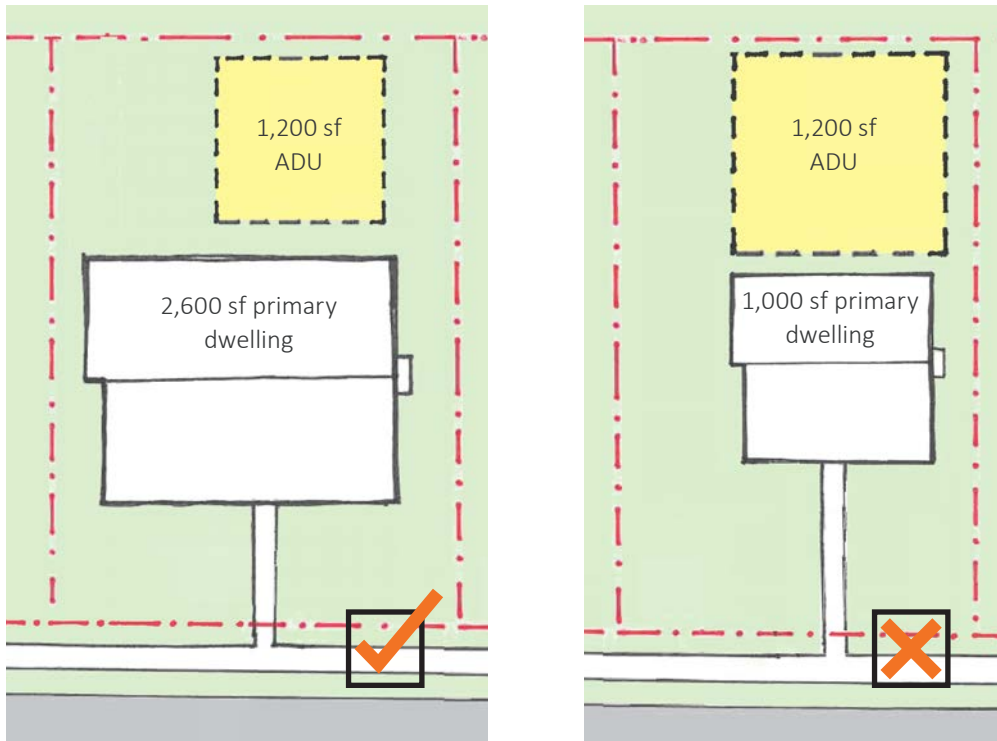 1,200 sf
ADU
2,600 sf primary
dwelling
1,200 sf
ADU
1,000 sf primary
dwelling